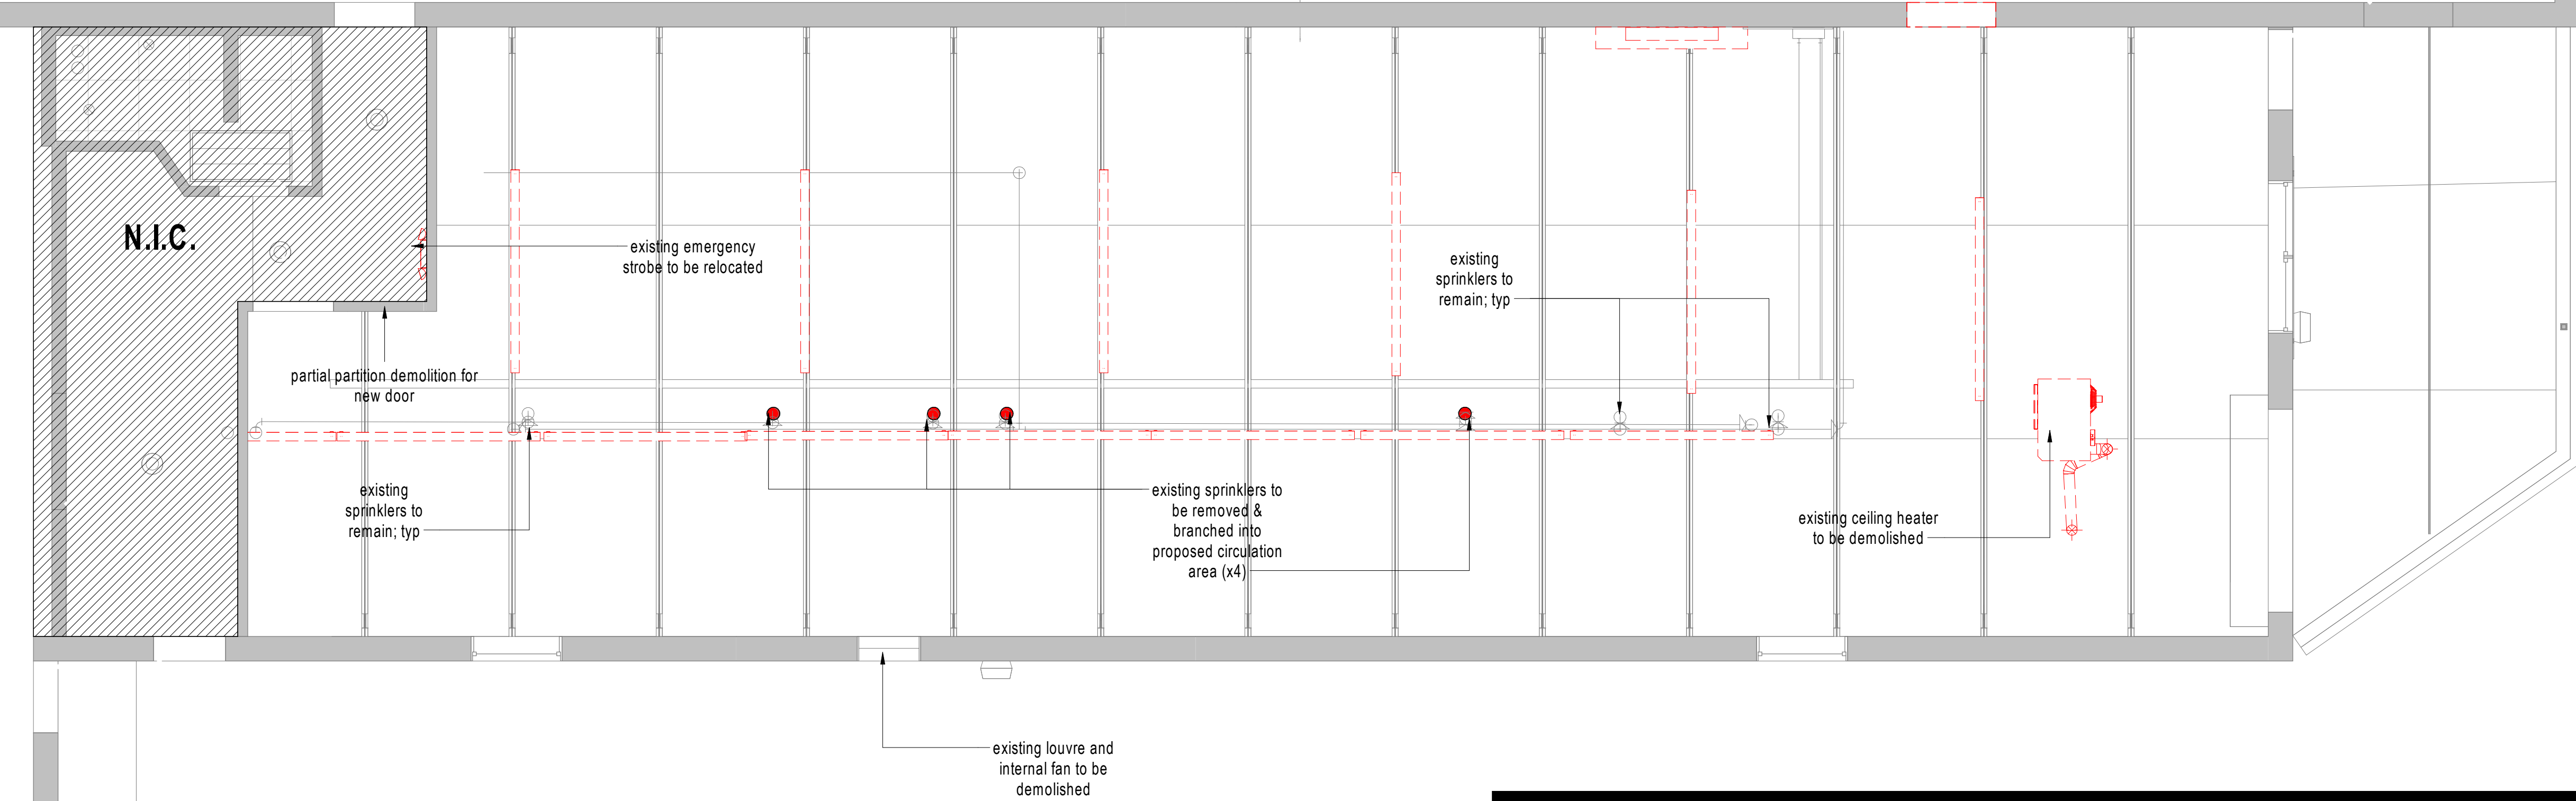 N.I.C.
existing emergency
strobe to be relocated
existing
sprinklers to
remain; typ
partial partition demolition for
new door
existing
sprinklers to
remain; typ
existing sprinklers to
be removed &
branched into
proposed circulation
area (x4)
existing ceiling heater
to be demolished
existing louvre and
internal fan to be
demolished